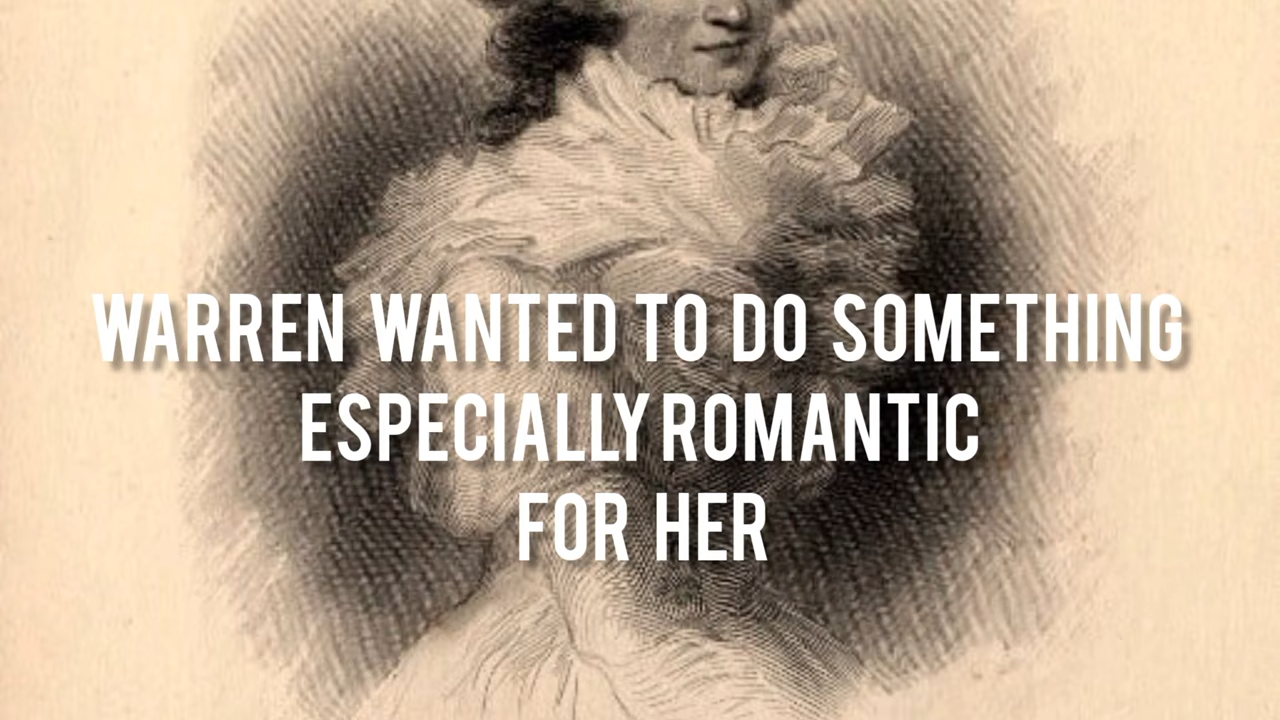 WARREN WANTED TO DO SOMETHING
ESPECIALLY ROMANTIC
FOR HER